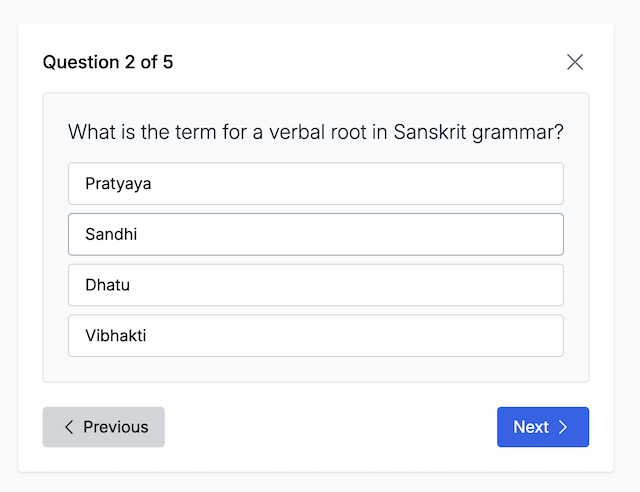 Question 2 of 5
What is the term for a verbal root in Sanskrit grammar?
Pratyaya
Sandhi
Dhatu
Vibhakti
Previous
Next